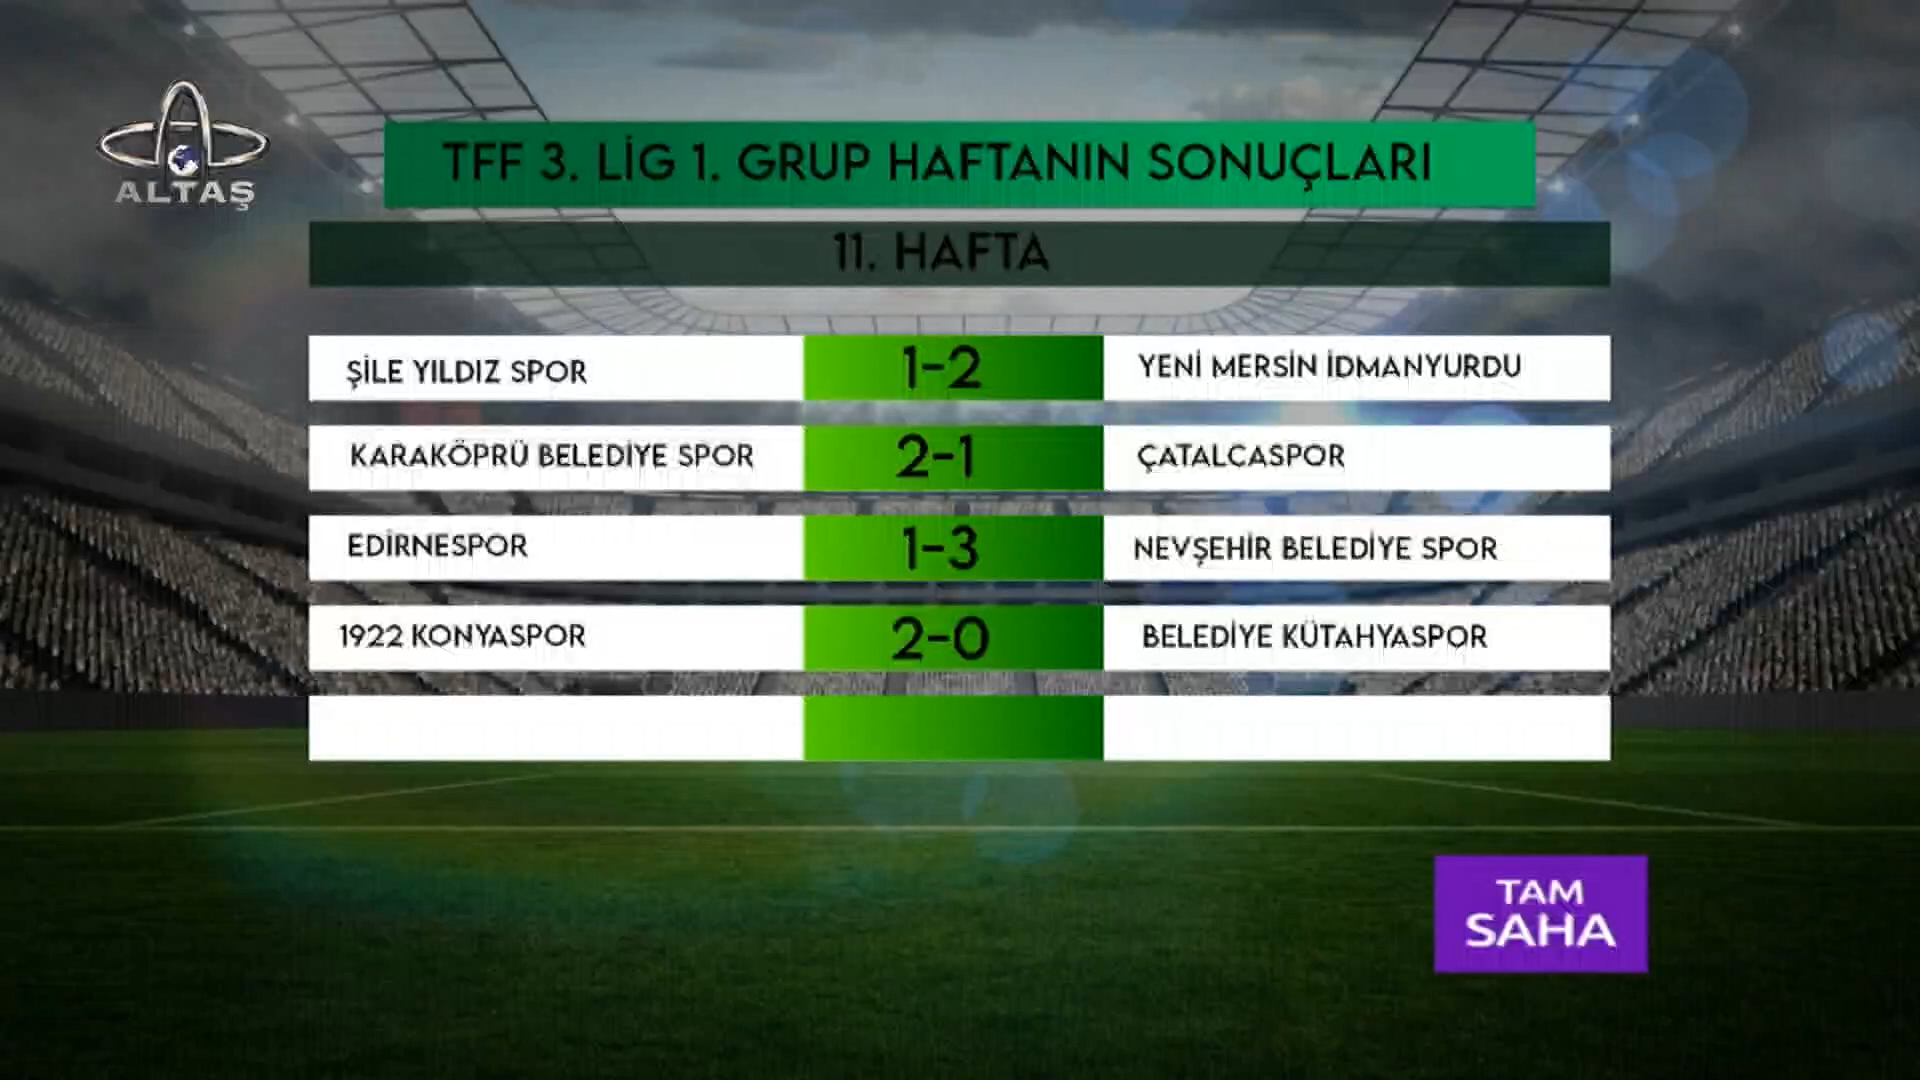 ALTAŞ
TFF 3. LİG 1. GRUP HAFTANIN SONUÇLARI
11. HAFTA
ŞİLE YILDIZ SPOR 1-2 YENİ MERSİN İDMANYURDU
KARAKÖPRÜ BELEDİYE SPOR 2-1 ÇATALCASPOR
EDİRNESPOR 1-3 NEVŞEHİR BELEDİYE SPOR
1922 KONYASPOR 2-0 BELEDİYE KÜTAHYASPOR
TAM
SAHA